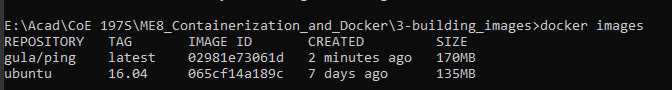 E:\Acad\CoE 197S\ME8_Containerization_and_Docker\3-building_images>docker images
REPOSITORY TAG IMAGE ID CREATED SIZE
gula/ping latest 02981e73061d 2 minutes ago 170MB
ubuntu 16.04 065cf14a189c 7 days ago 135MB